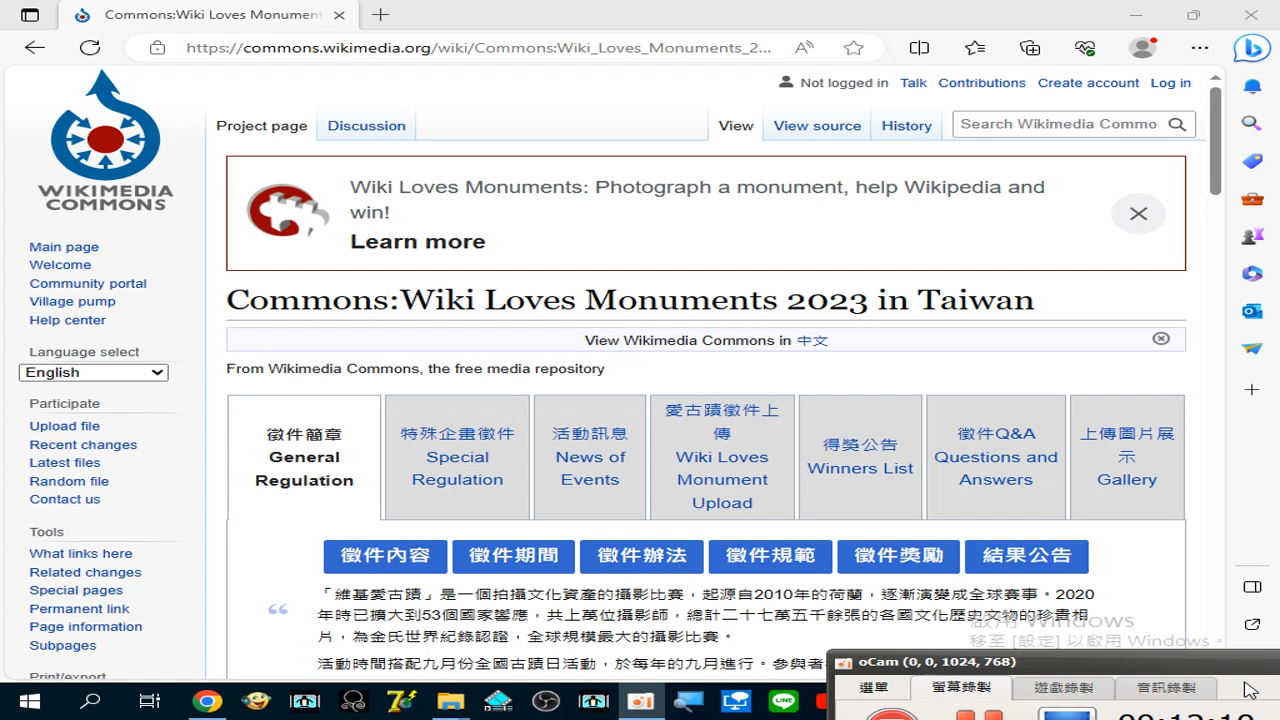 Commons:Wiki Loves Monument
https://commons.wikimedia.org/wiki/Commons:Wiki_Loves_Monuments_2...
Not logged in Talk Contributions Create account Log in
Project page Discussion View View source History Search Wikimedia Commo
WIKIMEDIA
COMMONS
Wiki Loves Monuments: Photograph a monument, help Wikipedia and
win!
Learn more
Main page
Welcome
Community portal
Village pump
Help center
Language select
English
Participate
Upload file
Recent changes
Latest files
Random file
Contact us
Tools
What links here
Related changes
Special pages
Permanent link
Page information
Subpages
Print/export
Commons:Wiki Loves Monuments 2023 in Taiwan
View Wikimedia Commons in 中文
From Wikimedia Commons, the free media repository
徵件簡章
General
Regulation
特殊企畫徵件
Special
Regulation
活動訊息
News of
Events
愛古蹟徵件上
傳
Wiki Loves
Monument
Upload
得獎公告
Winners List
徵件Q&A
Questions and
Answers
上傳圖片展
示
Gallery
徵件內容 徵件期間 徵件辦法 徵件規範 徵件獎勵 結果公告
「維基愛古蹟」是一個拍攝文化資產的攝影比賽，起源自2010年的荷蘭，逐漸演變成全球賽事。2020
年時已擴大到53個國家響應，共上萬位攝影師，總計二十七萬五千餘張的各國文化歷史文物的珍貴相
片，為金氏世界紀錄認證，全球規模最大的攝影比賽。
活動時間搭配九月份全國古蹟日活動，於每年的九月進行。參與者
啟用 Windows
移至 [設定] 以啟用 Windows。
oCam (0, 0, 1024, 768)
選單 螢幕錄製 遊戲錄製 音訊錄製
LINE